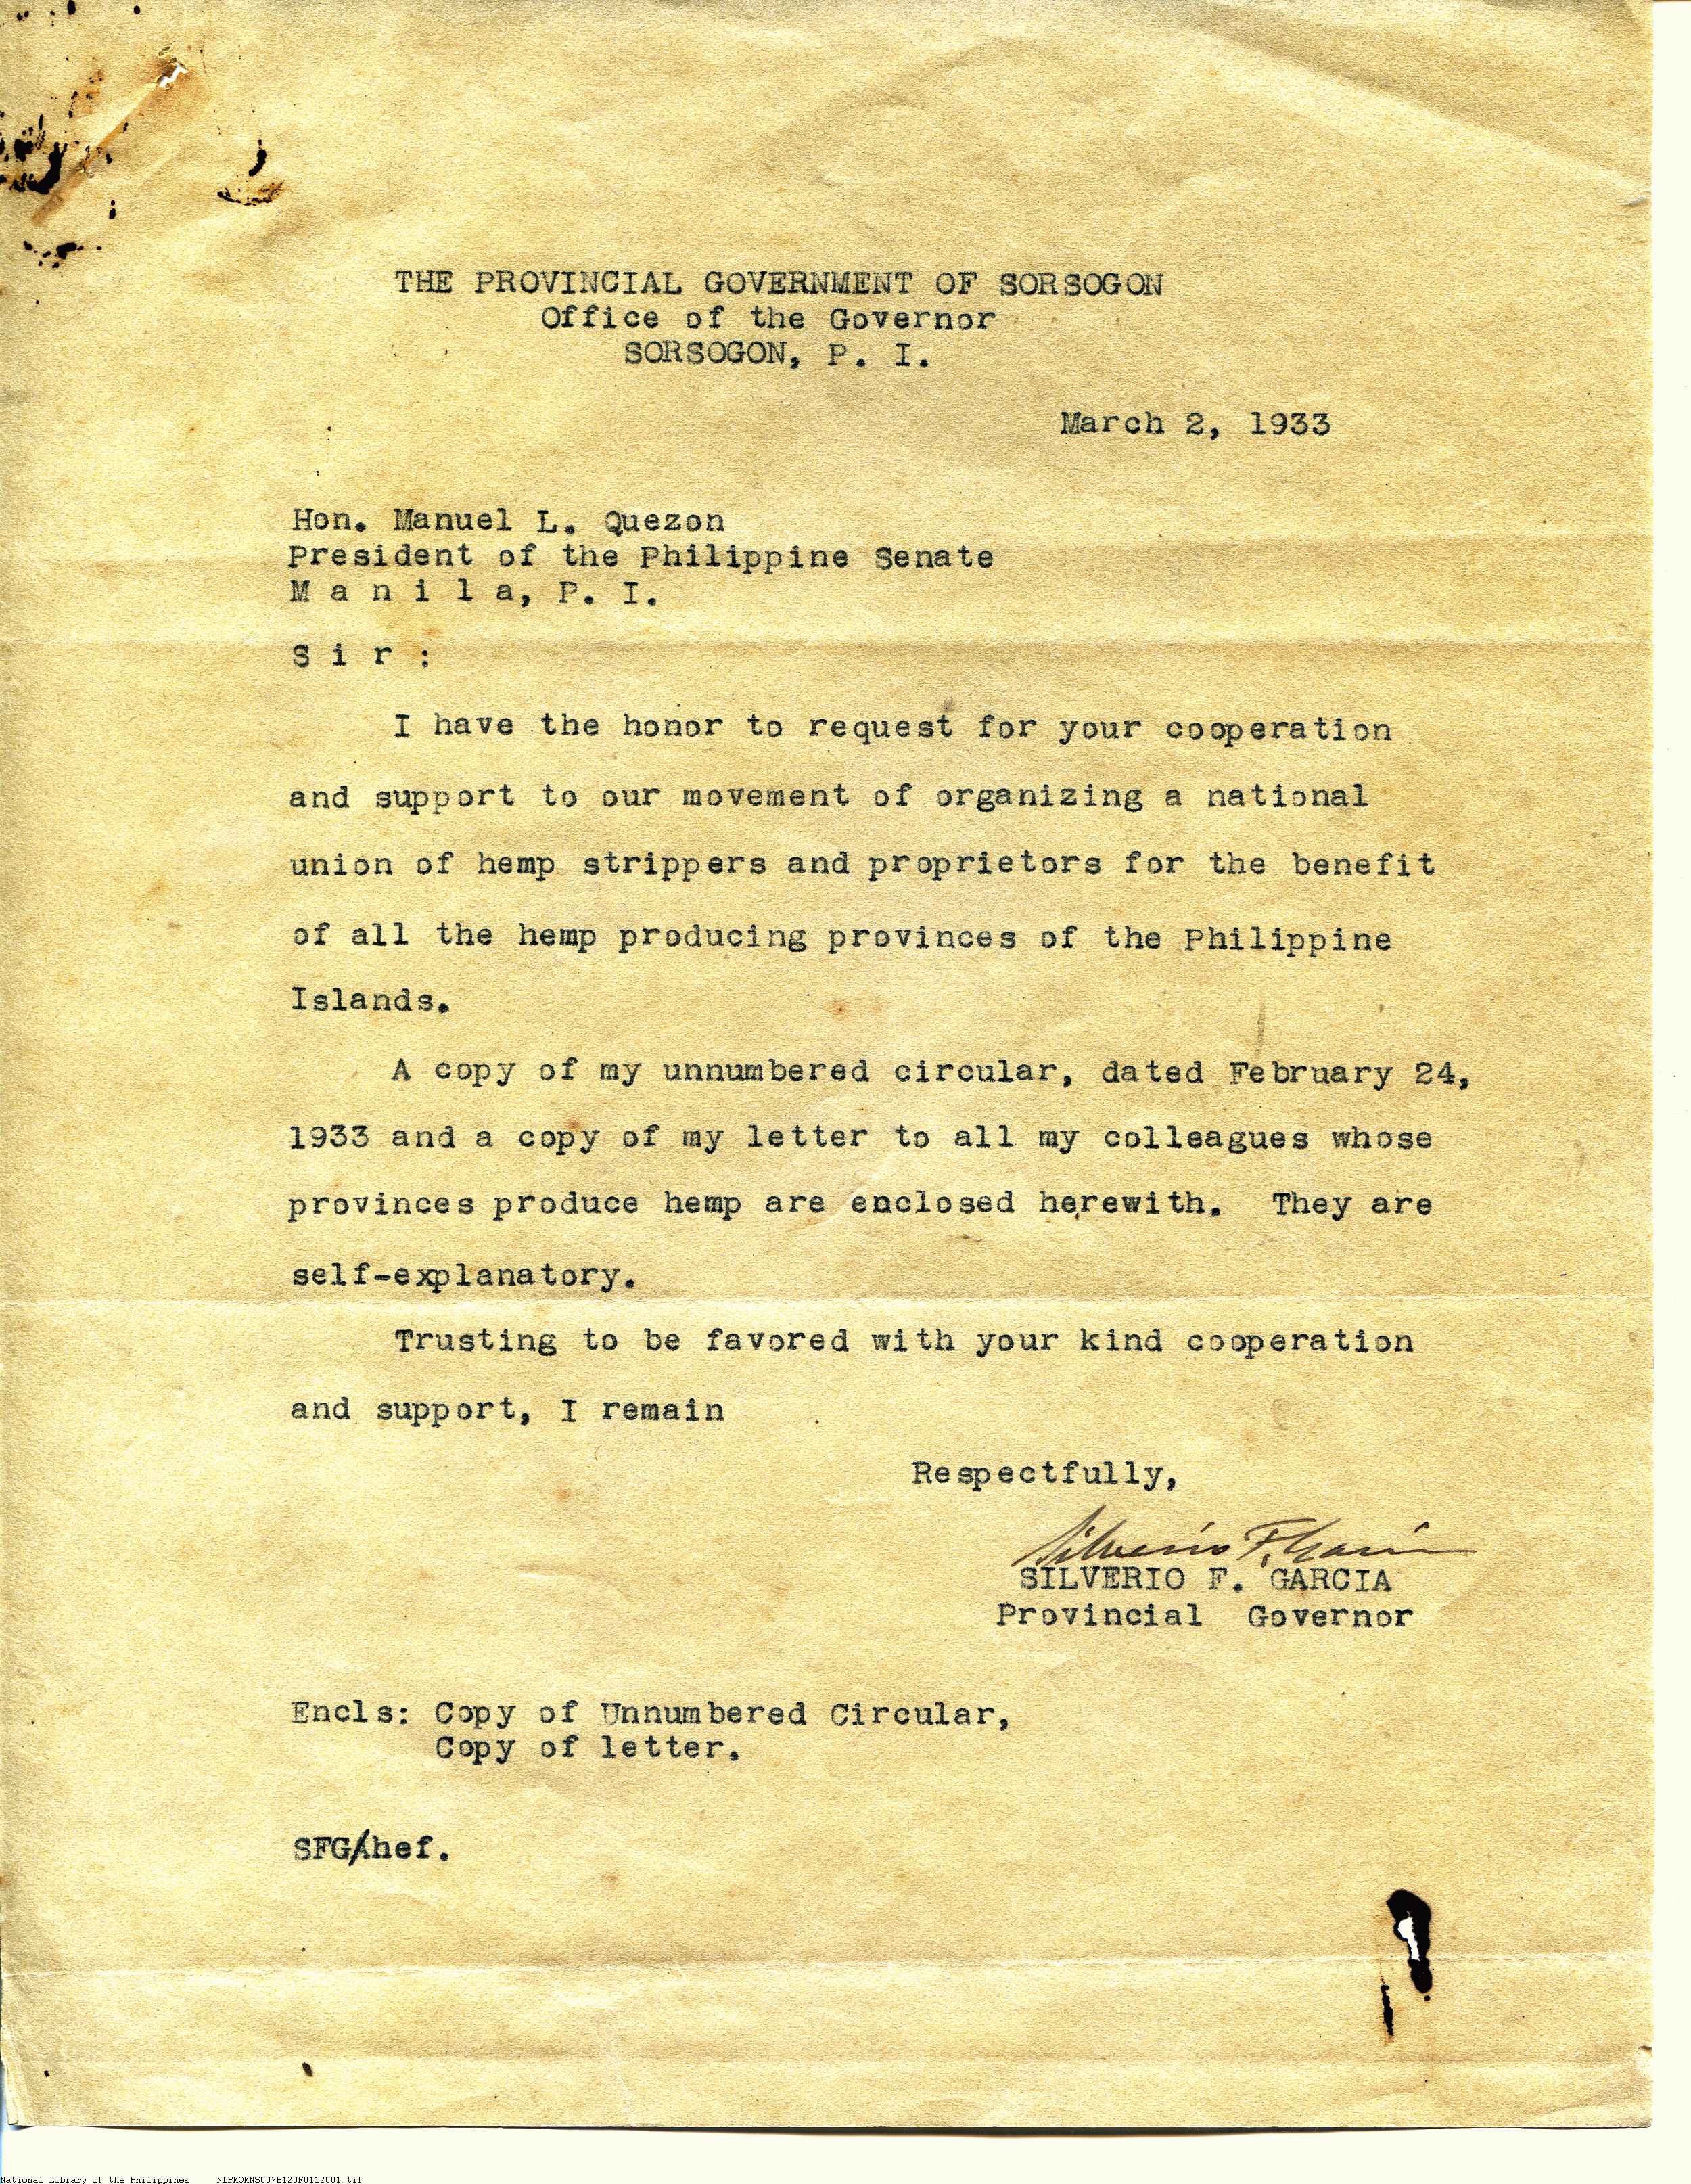 THE PROVINCIAL GOVERNMENT OF SORSOGON
Office of the Governor
SORSOGON, P. I.
March 2, 1933
Hon. Manuel L. Quezon
President of the Philippine Senate
M a n i l a, P. I.
S i r :
I have the honor to request for your cooperation
and support to our movement of organizing a national
union of hemp strippers and proprietors for the benefit
of all the hemp producing provinces of the Philippine
Islands.
A copy of my unnumbered circular, dated February 24,
1933 and a copy of my letter to all my colleagues whose
provinces produce hemp are enclosed herewith. They are
self-explanatory.
Trusting to be favored with your kind cooperation
and support, I remain
Respectfully,
Silverio F. Garcia
SILVERIO F. GARCIA
Provincial Governor
Encls: Copy of Unnumbered Circular,
Copy of letter.
SFG/hef.
National Library of the Philippines NLPMQMNS007B120F0112001.tif